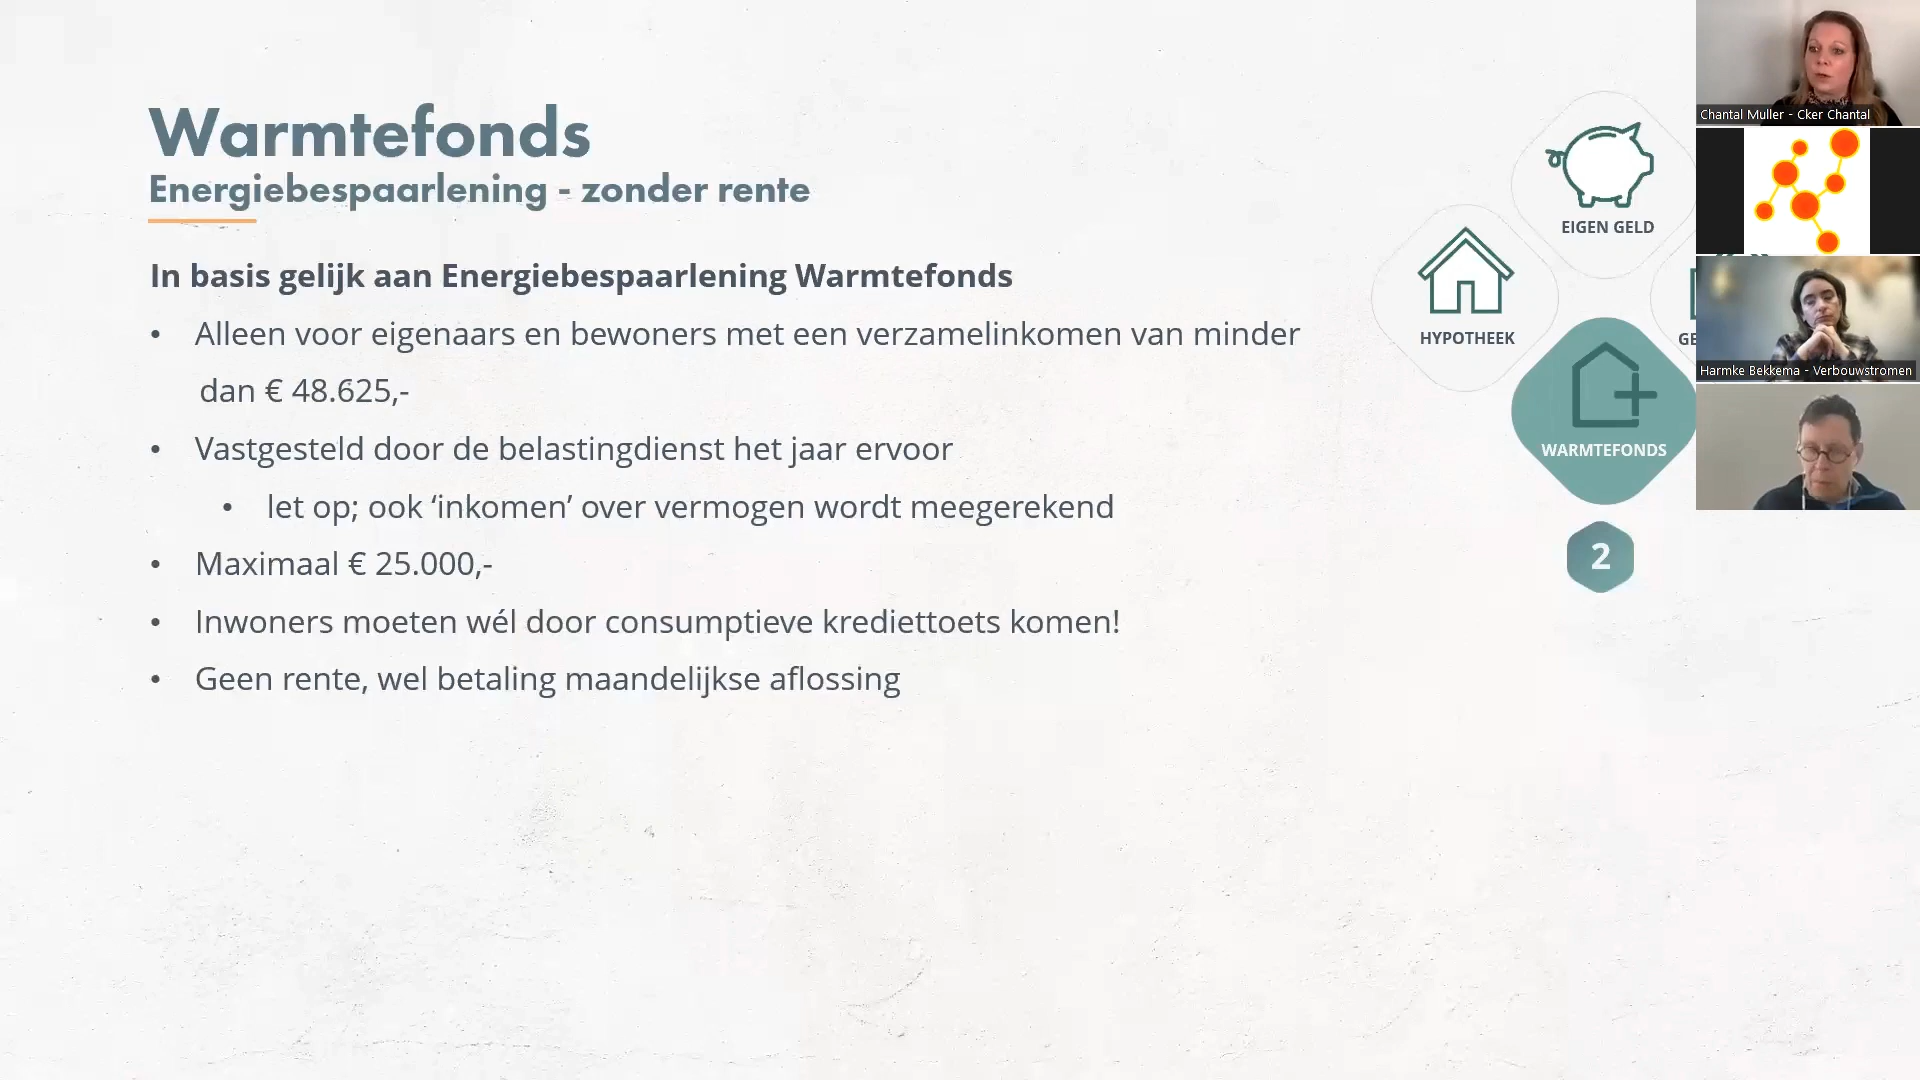 Warmtefonds
Energiebespaarlening - zonder rente
In basis gelijk aan Energiebespaarlening Warmtefonds
• Alleen voor eigenaars en bewoners met een verzamelinkomen van minder
dan € 48.625,-
• Vastgesteld door de belastingdienst het jaar ervoor
• let op; ook ‘inkomen’ over vermogen wordt meegerekend
• Maximaal € 25.000,-
• Inwoners moeten wél door consumptieve krediettoets komen!
• Geen rente, wel betaling maandelijkse aflossing
EIGEN GELD
HYPOTHEEK
WARMTEFONDS
2
Chantal Muller - Cker Chantal
Harmke Bekkema - Verbouwstromen